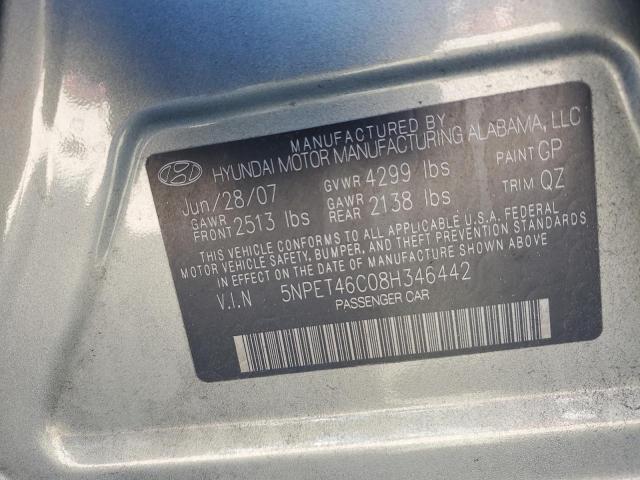 MANUFACTURED BY
HYUNDAI MOTOR MANUFACTURING ALABAMA, LLC
Jun/28/07 GVWR 4299 lbs PAINT GP
GAWR FRONT 2513 lbs GAWR REAR 2138 lbs TRIM QZ
THIS VEHICLE CONFORMS TO ALL APPLICABLE U.S.A. FEDERAL
MOTOR VEHICLE SAFETY, BUMPER, AND THEFT PREVENTION STANDARDS
IN EFFECT ON THE DATE OF MANUFACTURE SHOWN ABOVE.
V.I.N 5NPET46C08H346442
PASSENGER CAR